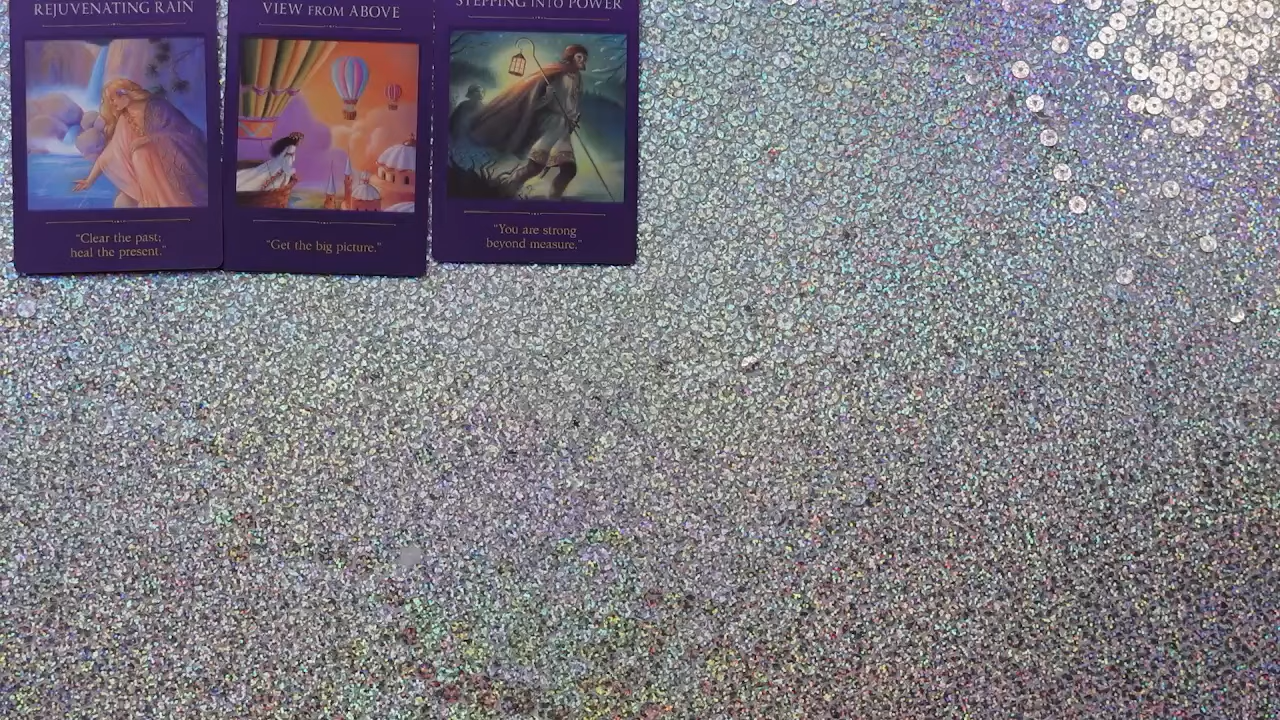 REJUVENATING RAIN
"Clear the past;
heal the present."
VIEW FROM ABOVE
"Get the big picture."
STEPPING INTO POWER
"You are strong
beyond measure."